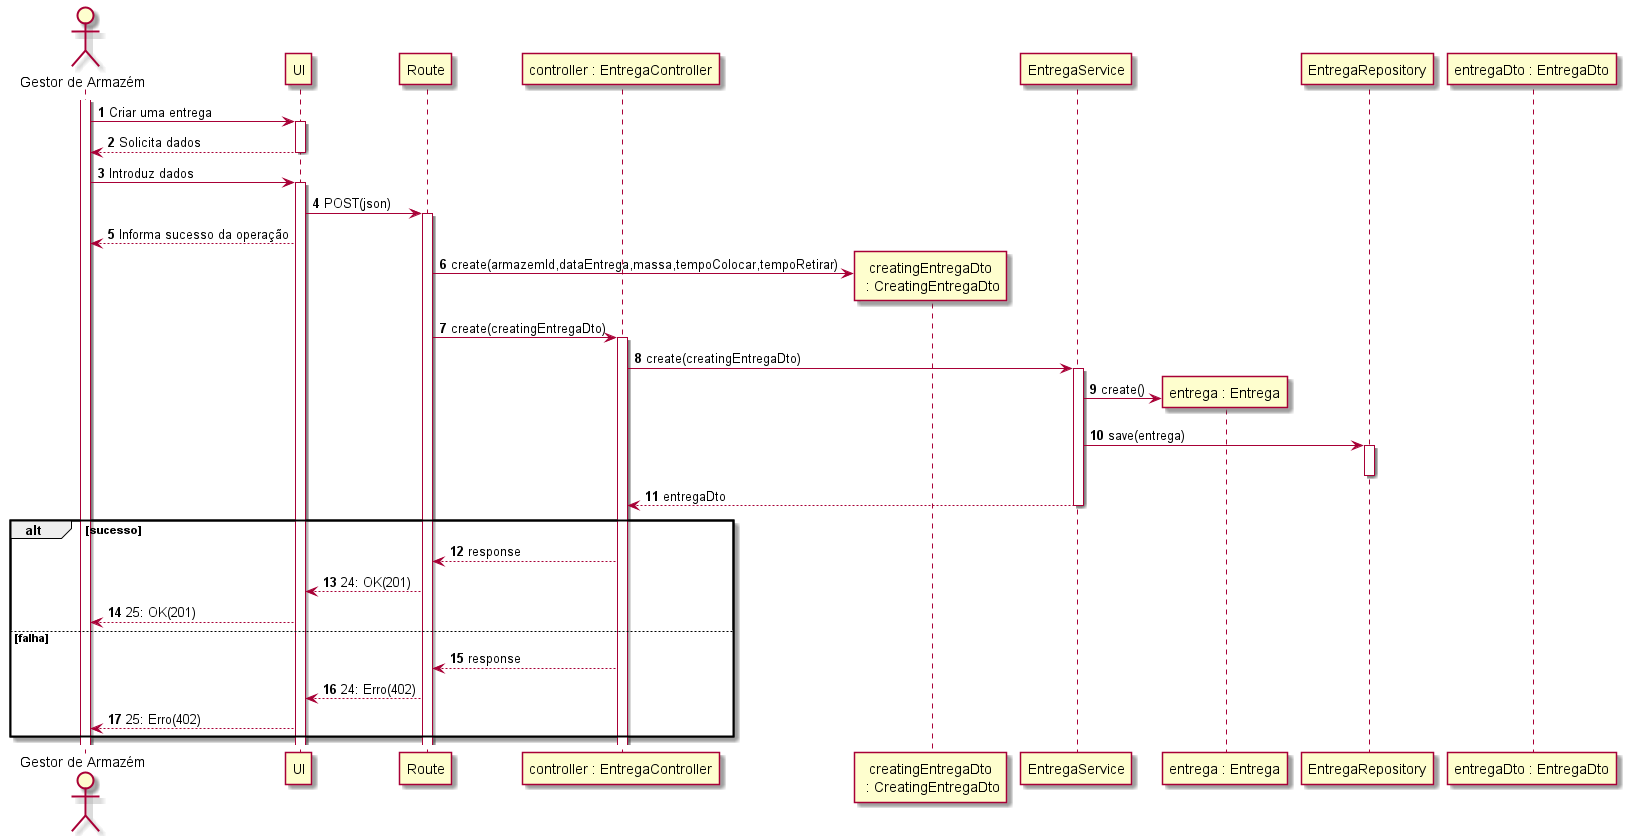 Gestor de Armazém
UI
Route
controller : EntregaController
EntregaService
EntregaRepository
entregaDto : EntregaDto
1 Criar uma entrega
2 Solicita dados
3 Introduz dados
4 POST(json)
5 Informa sucesso da operação
6 create(armazemId,dataEntrega,massa,tempoColocar,tempoRetirar)
creatingEntregaDto
: CreatingEntregaDto
7 create(creatingEntregaDto)
8 create(creatingEntregaDto)
9 create()
entrega : Entrega
10 save(entrega)
11 entregaDto
alt [sucesso]
12 response
13 24: OK(201)
14 25: OK(201)
[falha]
15 response
16 24: Erro(402)
17 25: Erro(402)
Gestor de Armazém
UI
Route
controller : EntregaController
creatingEntregaDto
: CreatingEntregaDto
EntregaService
entrega : Entrega
EntregaRepository
entregaDto : EntregaDto